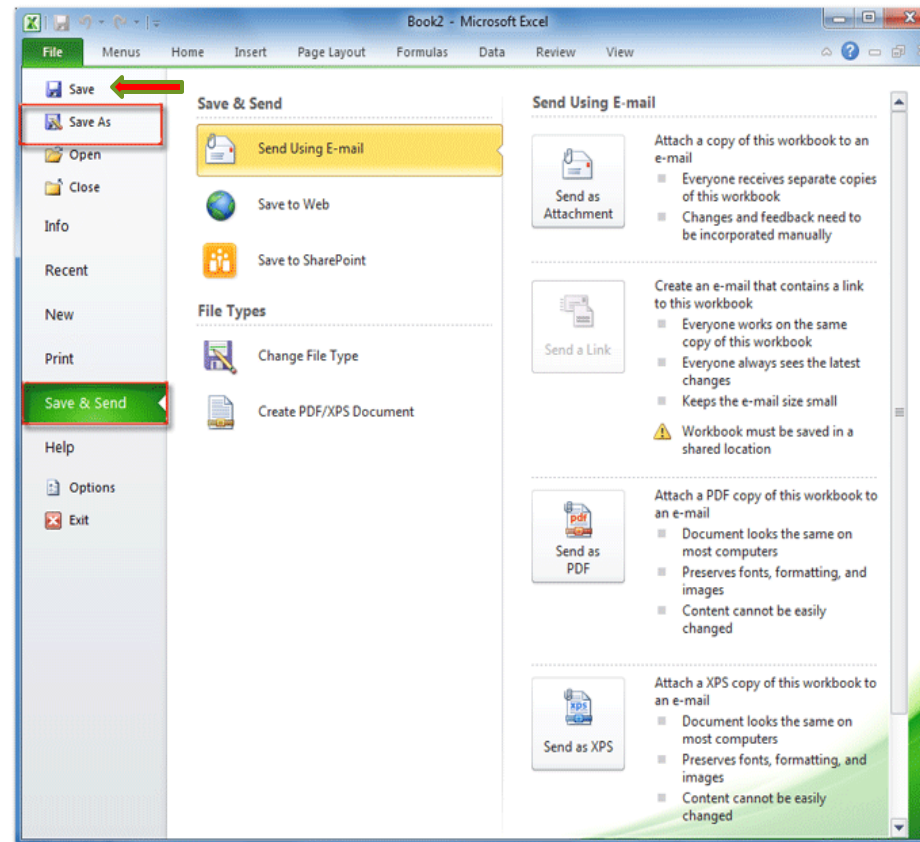 Book2 - Microsoft Excel
File Menus Home Insert Page Layout Formulas Data Review View
Save
Save As
Open
Close
Info
Recent
New
Print
Save & Send
Help
Options
Exit
Save & Send
Send Using E-mail
Save to Web
Save to SharePoint
File Types
Change File Type
Create PDF/XPS Document
Send Using E-mail
Send as
Attachment
Attach a copy of this workbook to an
e-mail
Everyone receives separate copies
of this workbook
Changes and feedback need to
be incorporated manually
Send a Link
Create an e-mail that contains a link
to this workbook
Everyone works on the same
copy of this workbook
Everyone always sees the latest
changes
Keeps the e-mail size small
Workbook must be saved in a
shared location
pdf
Send as
PDF
Attach a PDF copy of this workbook to
an e-mail
Document looks the same on
most computers
Preserves fonts, formatting, and
images
Content cannot be easily
changed
xps
Send as XPS
Attach a XPS copy of this workbook to
an e-mail
Document looks the same on
most computers
Preserves fonts, formatting, and
images
Content cannot be easily
changed